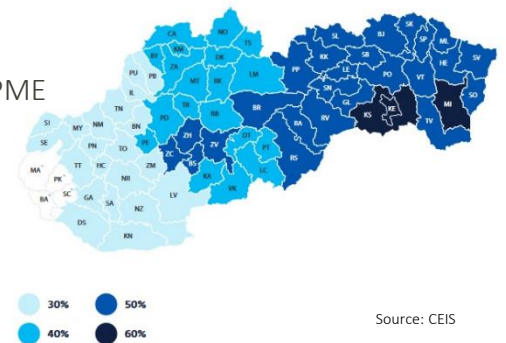 SK
NO
CA
SL
BJ
SP
TS
ML
KM
SB
DK
KK
BY
HE
SV
ZA
LE
PP
PU
PB
LM
PO
VT
MT
RK
PME
SN
IL
SO
GL
MI
TN
TR
BR
KE
BB
KS
PD
RV
TV
SI
RA
NM
MY
BN
ZH
DT
SE
PN
TO
PE
ZV
PT
ZC
RS
BS
TT
HC
ZM
MA*
LC
PK*
NR
KA
VK
SC*
LV
BA*
GA
SA
NZ
DS
KN
30% 50%
40% 60%
Source: CEIS